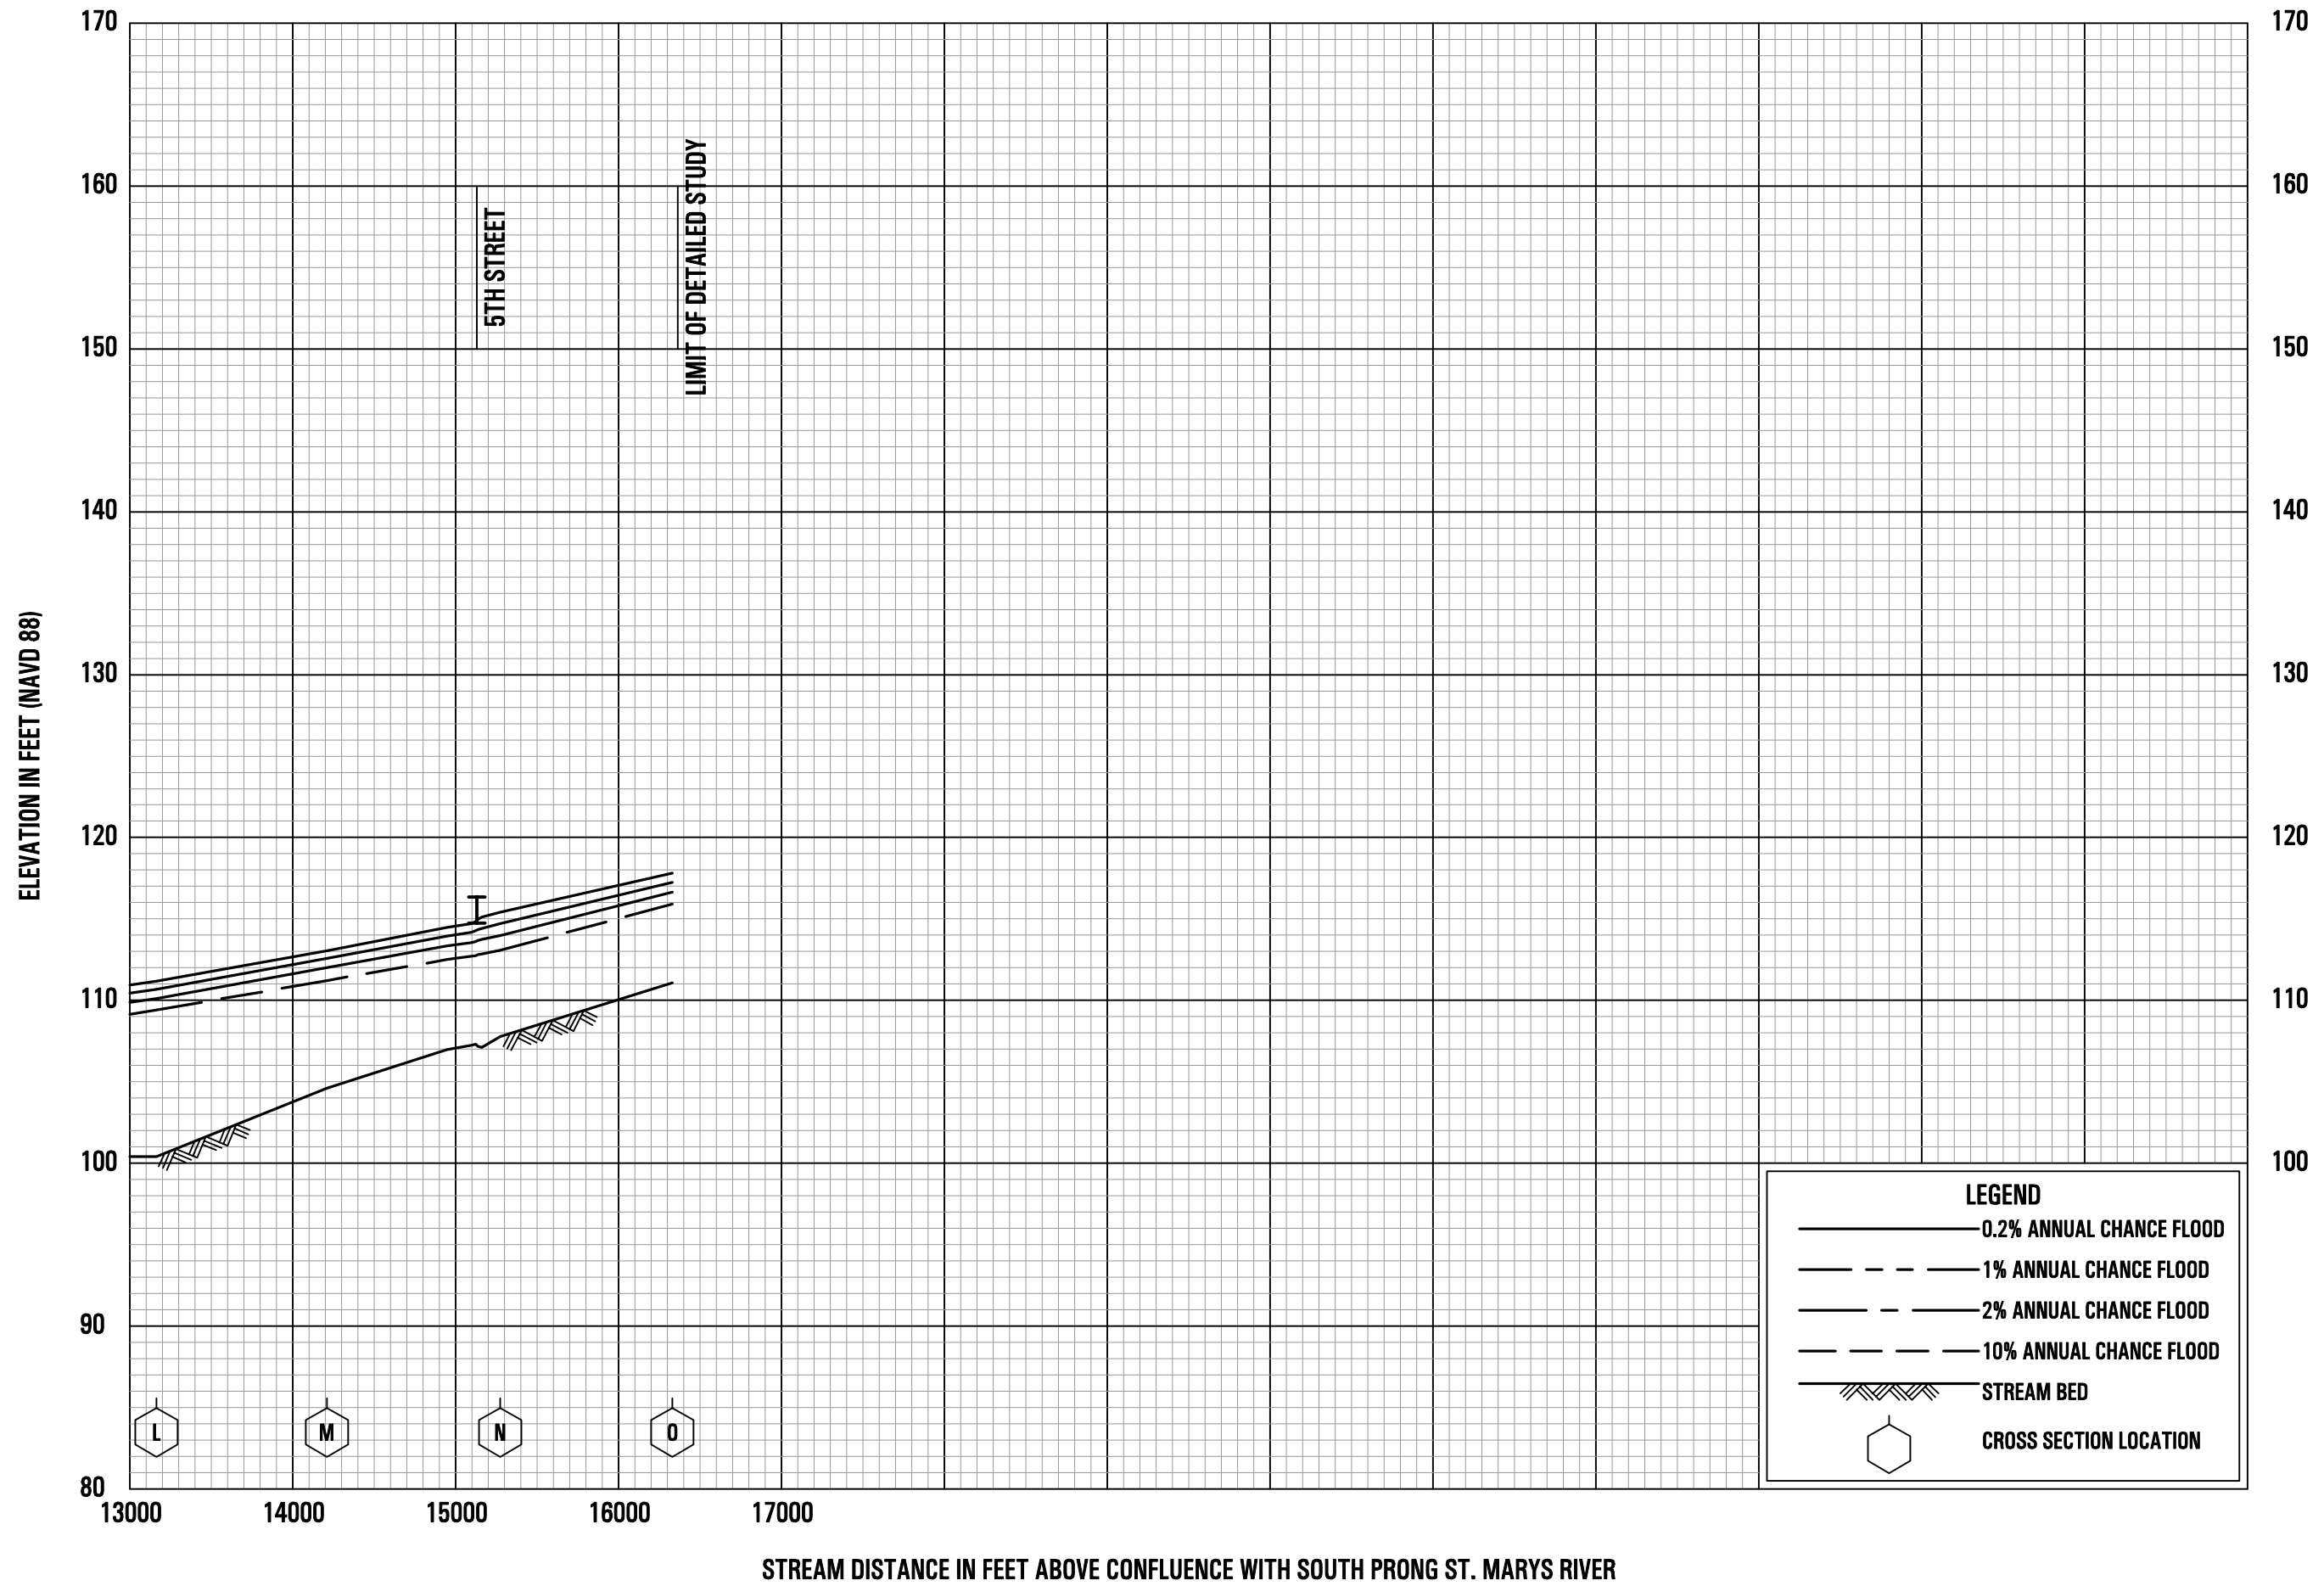 170
170
160
160
150
150
140
140
130
130
120
120
110
110
100
100
90
80
ELEVATION IN FEET (NAVD 88)
5TH STREET
LIMIT OF DETAILED STUDY
L
M
N
O
13000
14000
15000
16000
17000
STREAM DISTANCE IN FEET ABOVE CONFLUENCE WITH SOUTH PRONG ST. MARYS RIVER
LEGEND
0.2% ANNUAL CHANCE FLOOD
1% ANNUAL CHANCE FLOOD
2% ANNUAL CHANCE FLOOD
10% ANNUAL CHANCE FLOOD
STREAM BED
CROSS SECTION LOCATION